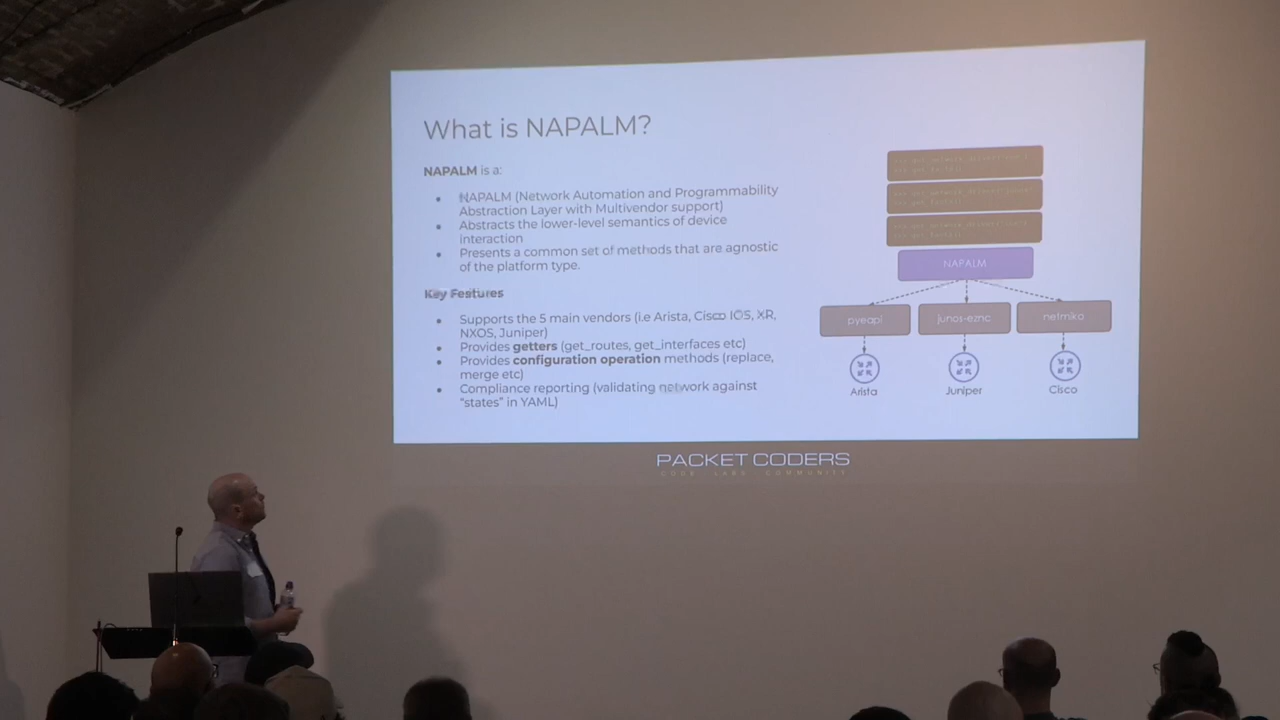 What is NAPALM?
NAPALM is a:
NAPALM (Network Automation and Programmability
Abstraction Layer with Multivendor support)
Abstracts the lower-level semantics of device
interaction
Presents a common set of methods that are agnostic
of the platform type.
Key Features
Supports the 5 main vendors (i.e Arista, Cisco IOS, XR,
NXOS, Juniper)
Provides getters (get_routes, get_interfaces etc)
Provides configuration operation methods (replace,
merge etc)
Compliance reporting (validating network against
"states" in YAML)
NAPALM
pyeapi
junos-eznc
netmiko
Arista
Juniper
Cisco
PACKET CODERS
CODE LABS COMMUNITY